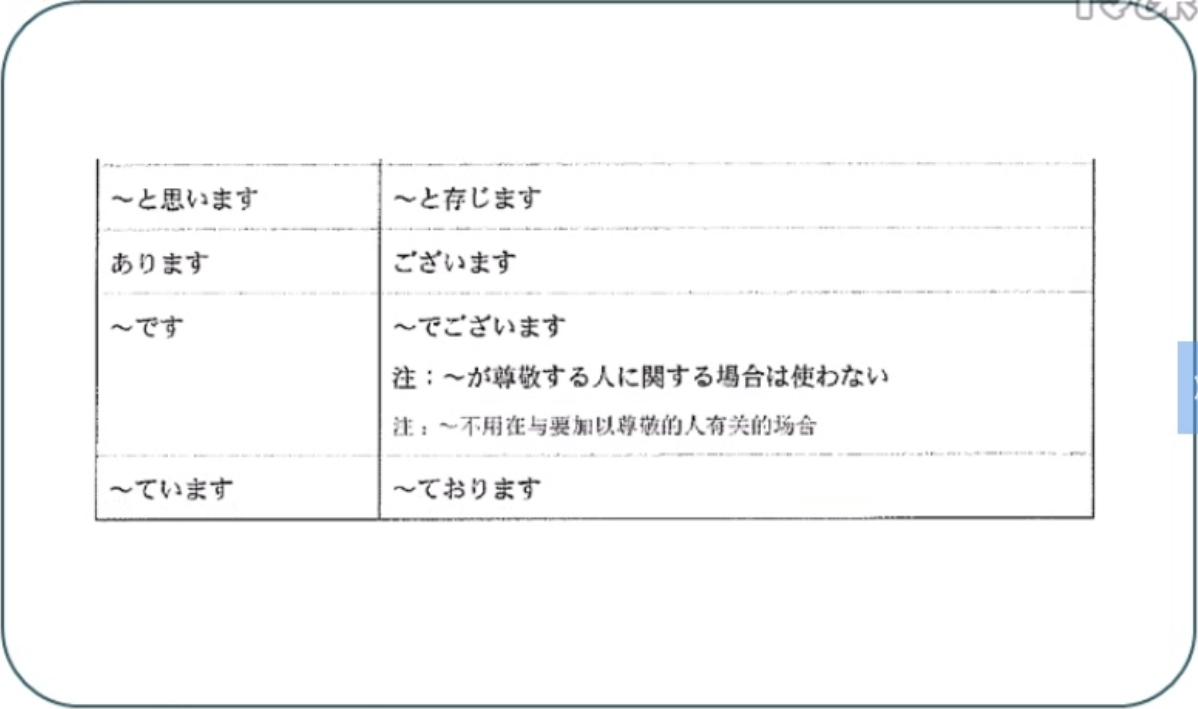 ～と思います
～と存じます
あります
ございます
～です
～でございます
注：～が尊敬する人に関する場合は使わない
注：～不用在与要加以尊敬的人有关的场合
～ています
～ております